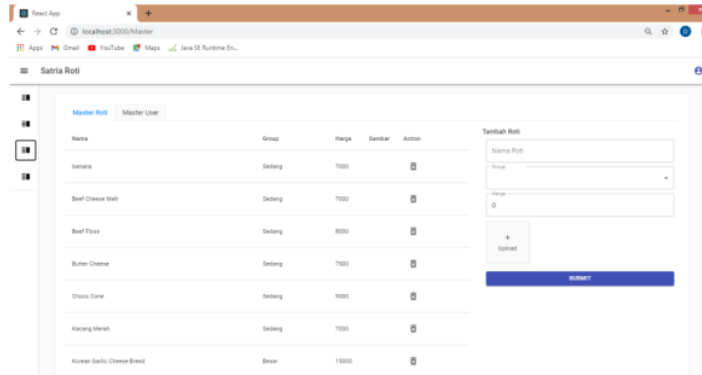 React App
localhost:3000/Master
Apps Gmail YouTube Maps Java SE Runtime En...
Satria Roti
Master Roti Master User
Nama Group Harga Gambar Action
banana Sedang 7500
Beef Cheese Melt Sedang 7000
Beef Floss Sedang 8000
Butter Cheese Sedang 7500
Choco Cone Sedang 9000
Kacang Merah Sedang 7000
Korean Garlic Cheese Bread Besar 15000
Tambah Roti
Nama Roti
Group
Harga
0
+
Upload
SUBMIT